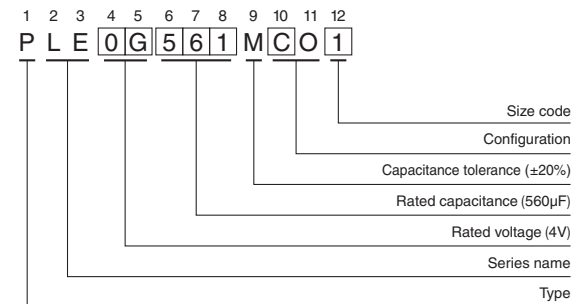 1 2 3 4 5 6 7 8 9 10 11 12
P L E 0 G 5 6 1 M C O 1
Size code
Configuration
Capacitance tolerance (±20%)
Rated capacitance (560µF)
Rated voltage (4V)
Series name
Type